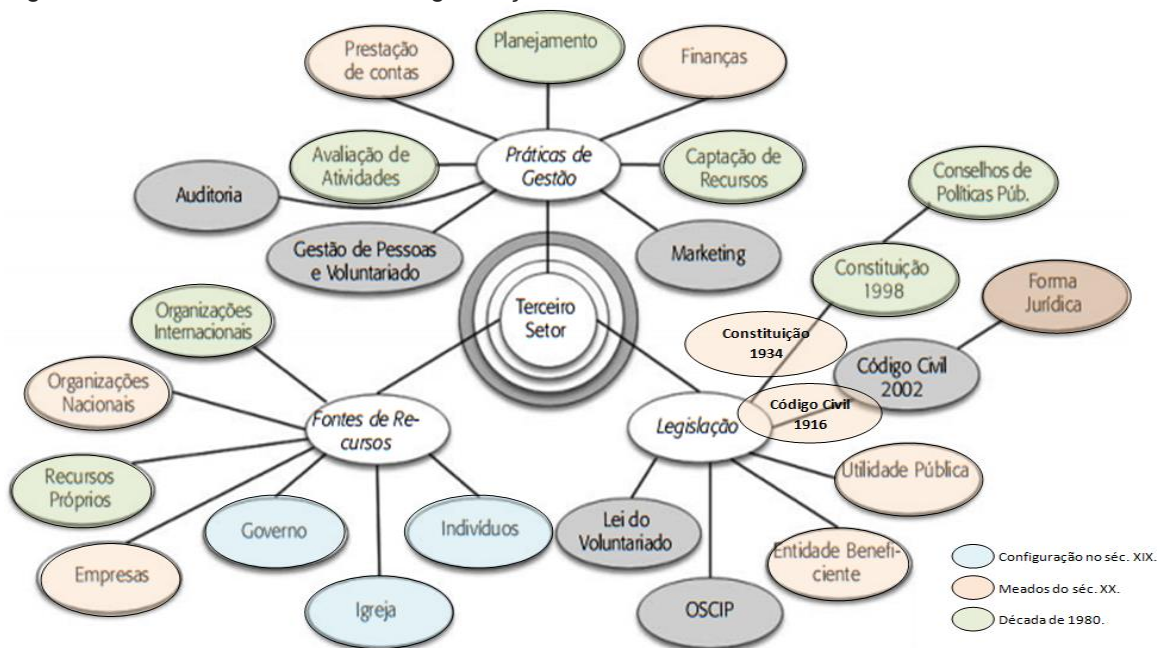 Prestação
de contas
Planejamento
Finanças
Avaliação de
Atividades
Práticas de
Gestão
Captação de
Recursos
Auditoria
Gestão de Pessoas
e Voluntariado
Marketing
Conselhos de
Políticas Púb.
Constituição
1998
Forma
Jurídica
Organizações
Internacionais
Terceiro
Setor
Constituição
1934
Código Civil
2002
Organizações
Nacionais
Código Civil
1916
Fontes de Re-
cursos
Legislação
Utilidade Pública
Recursos
Próprios
Governo
Indivíduos
Lei do
Voluntariado
Entidade Benefi-
ciente
Empresas
Igreja
OSCIP
Configuração no séc. XIX.
Meados do séc. XX.
Década de 1980.